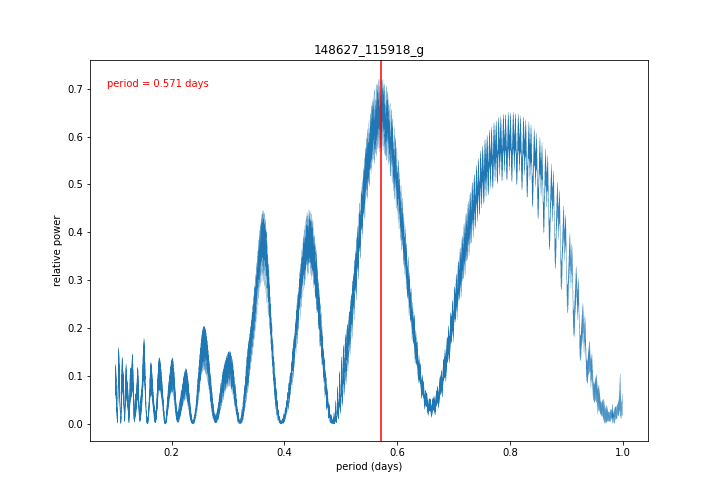 148627_115918_g
period = 0.571 days
relative power
0.7
0.6
0.5
0.4
0.3
0.2
0.1
0.0
0.2 0.4 0.6 0.8 1.0
period (days)